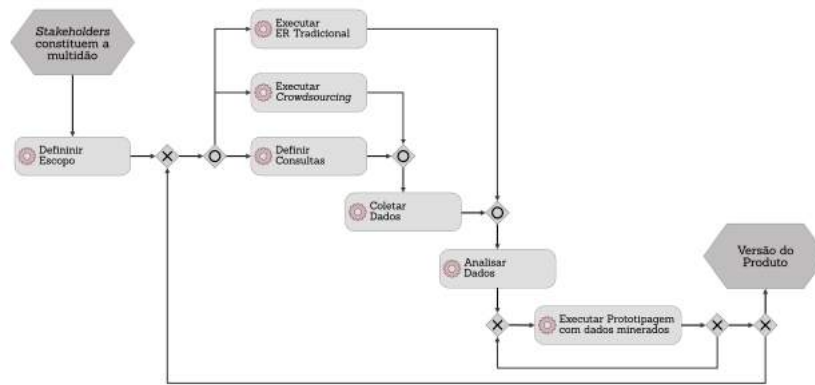 Stakeholders
constituem a
multidão
Executar
ER Tradicional
Executar
Crowdsourcing
Defininir
Escopo
Definir
Consultas
Coletar
Dados
Analisar
Dados
Versão do
Produto
Executar Prototipagem
com dados minerados